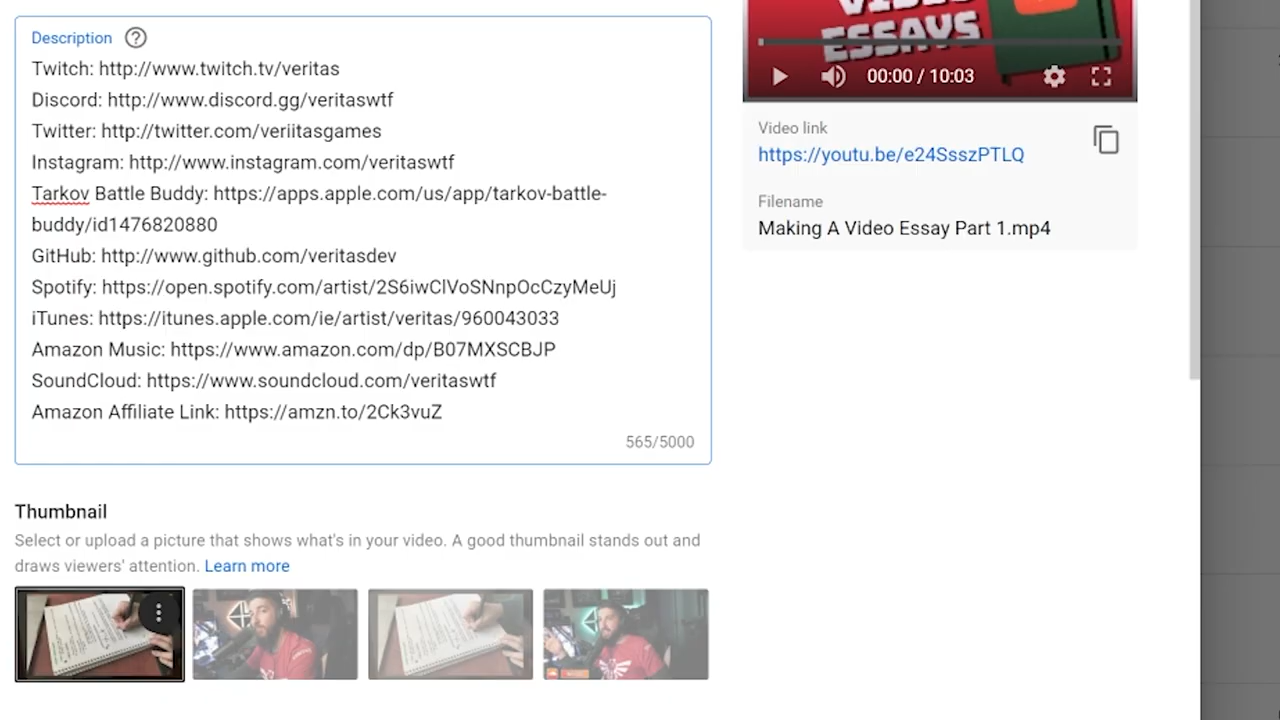 Description
Twitch: http://www.twitch.tv/veritas
Discord: http://www.discord.gg/veritaswtf
Twitter: http://twitter.com/veriitasgames
Instagram: http://www.instagram.com/veritaswtf
Tarkov Battle Buddy: https://apps.apple.com/us/app/tarkov-battle-
buddy/id1476820880
GitHub: http://www.github.com/veritasdev
Spotify: https://open.spotify.com/artist/2S6iwClVoSNnpOcCzyMeUj
iTunes: https://itunes.apple.com/ie/artist/veritas/960043033
Amazon Music: https://www.amazon.com/dp/B07MXSCBJP
SoundCloud: https://www.soundcloud.com/veritaswtf
Amazon Affiliate Link: https://amzn.to/2Ck3vuZ
565/5000
Thumbnail
Select or upload a picture that shows what's in your video. A good thumbnail stands out and
draws viewers' attention. Learn more
VIDEO
ESSAYS
00:00 / 10:03
Video link
https://youtu.be/e24SsszPTLQ
Filename
Making A Video Essay Part 1.mp4